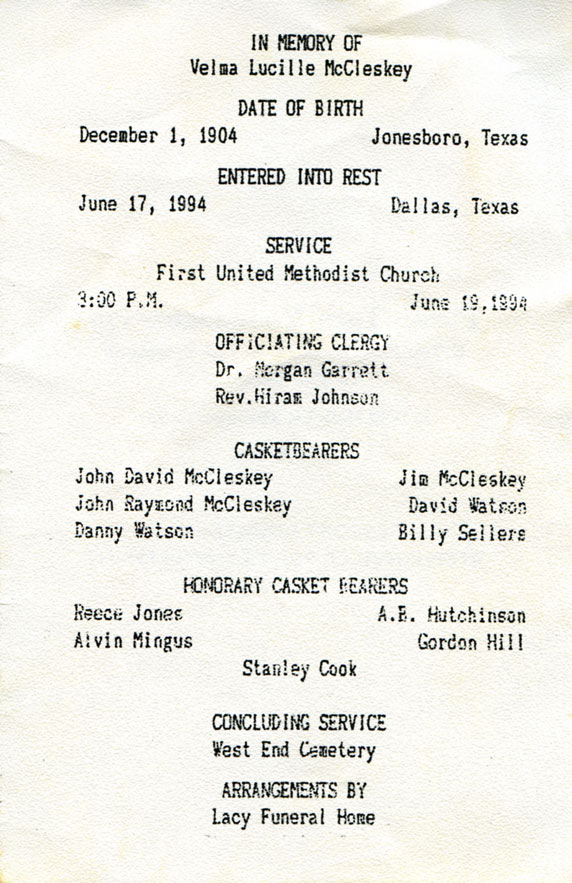 IN MEMORY OF
Velma Lucille McCleskey
DATE OF BIRTH
December 1, 1904 Jonesboro, Texas
ENTERED INTO REST
June 17, 1994 Dallas, Texas
SERVICE
First United Methodist Church
3:00 P.M. June 19,1994
OFFICIATING CLERGY
Dr. Morgan Garrett
Rev.Hiram Johnson
CASKETBEARERS
John David McCleskey Jim McCleskey
John Raymond McCleskey David Watson
Danny Watson Billy Sellers
HONORARY CASKET BEARERS
Reece Jones A.B. Hutchinson
Alvin Mingus Gordon Hill
Stanley Cook
CONCLUDING SERVICE
West End Cemetery
ARRANGEMENTS BY
Lacy Funeral Home